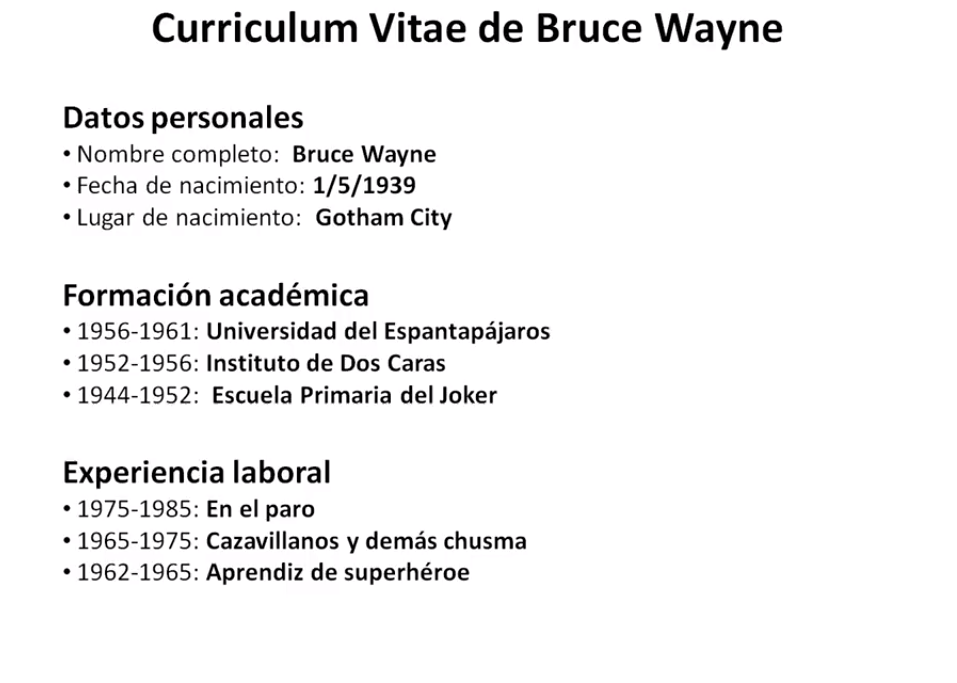 Curriculum Vitae de Bruce Wayne
Datos personales
• Nombre completo: Bruce Wayne
• Fecha de nacimiento: 1/5/1939
• Lugar de nacimiento: Gotham City
Formación académica
• 1956-1961: Universidad del Espantapájaros
• 1952-1956: Instituto de Dos Caras
• 1944-1952: Escuela Primaria del Joker
Experiencia laboral
• 1975-1985: En el paro
• 1965-1975: Cazavillanos y demás chusma
• 1962-1965: Aprendiz de superhéroe